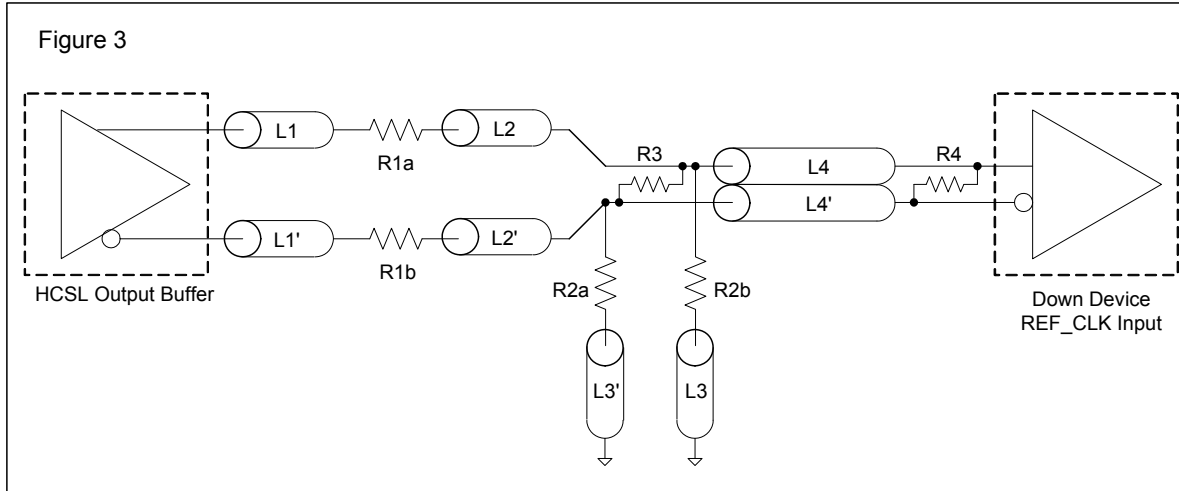 Figure 3
L1
R1a
L2
R3
L4
R4
L4'
L1'
R1b
L2'
HCSL Output Buffer
R2a
R2b
Down Device
REF_CLK Input
L3'
L3